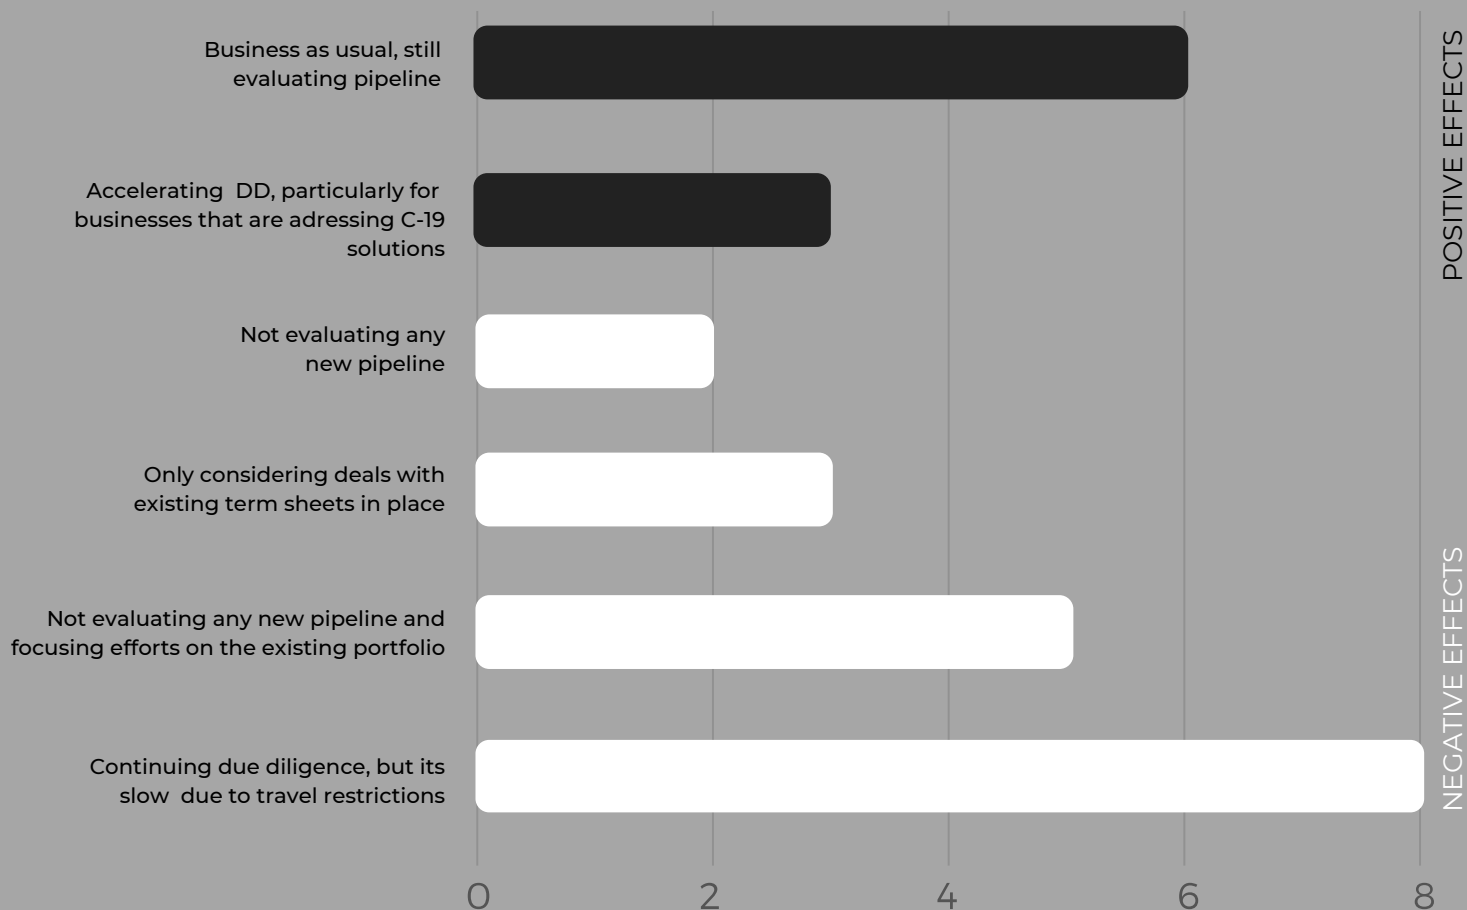 Business as usual, still
evaluating pipeline
Accelerating  DD, particularly for
businesses that are adressing C-19
solutions
Not evaluating any
new pipeline
Only considering deals with
existing term sheets in place
Not evaluating any new pipeline and
focusing efforts on the existing portfolio
Continuing due diligence, but its
slow  due to travel restrictions
0
2
4
6
8
POSITIVE EFFECTS
NEGATIVE EFFECTS